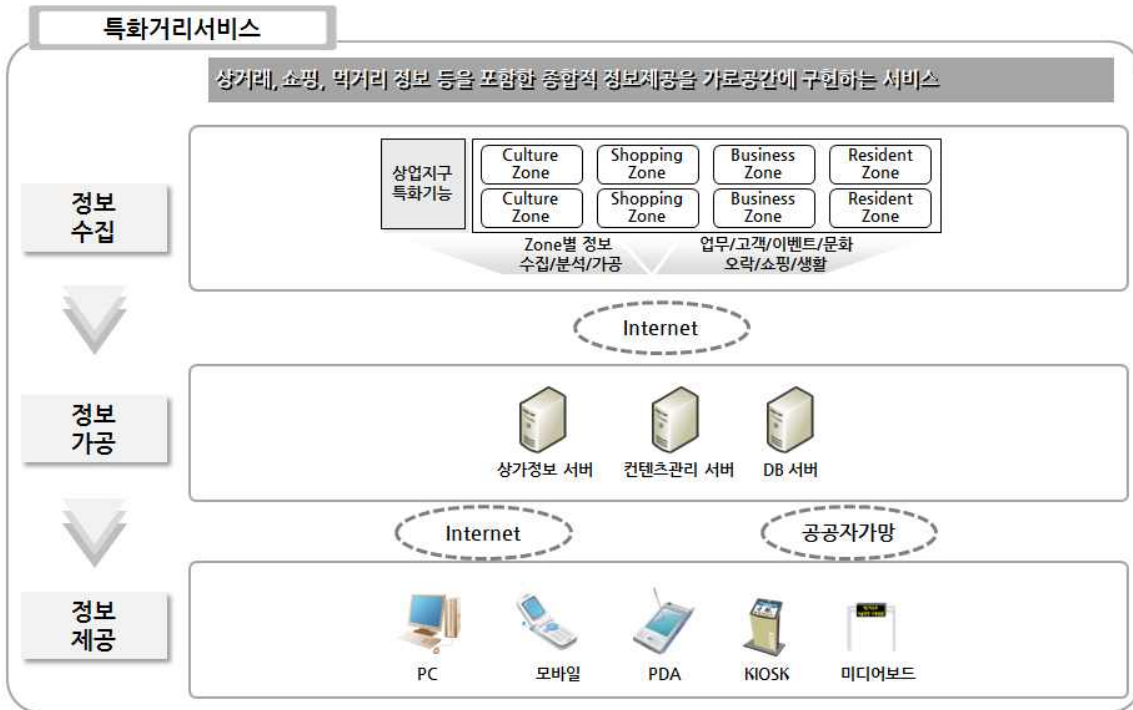 특화거리서비스
상거래, 쇼핑, 먹거리 정보 등을 포함한 종합적 정보제공을 가로공간에 구현하는 서비스
정보
수집
상업지구
특화기능
Culture
Zone
Shopping
Zone
Business
Zone
Resident
Zone
Culture
Zone
Shopping
Zone
Business
Zone
Resident
Zone
Zone별 정보
수집/분석/가공
업무/고객/이벤트/문화
오락/쇼핑/생활
Internet
정보
가공
상가정보 서버
컨텐츠관리 서버
DB 서버
Internet
공공자가망
정보
제공
PC
모바일
PDA
KIOSK
미디어보드